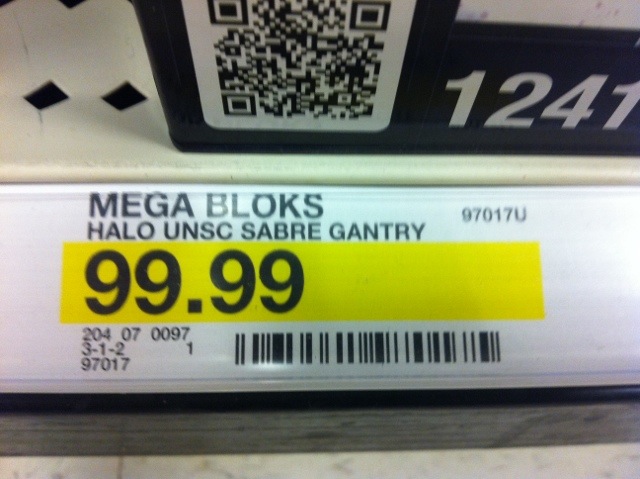 1241
MEGA BLOKS
97017U
HALO UNSC SABRE GANTRY
99.99
204 07 0097
3-1-2 1
97017